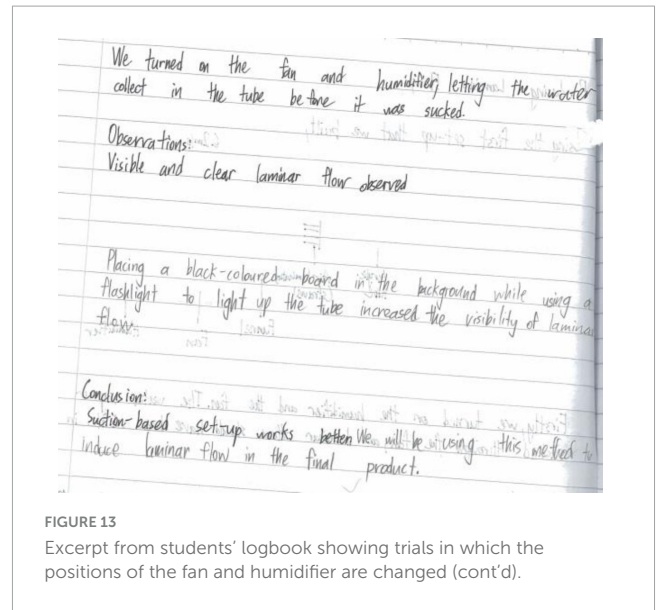 We turned on the fan and humidifier, letting the water
collect in the tube before it was sucked.
Observations:
Visible and clear laminar flow observed
Placing a black-coloured board in the background while using a
flashlight to light up the tube increased the visibility of laminar
flow
Conclusion:
Suction-based set-up works better. We will be using this method to
induce laminar flow in the final product.
FIGURE 13
Excerpt from students' logbook showing trials in which the
positions of the fan and humidifier are changed (cont'd).